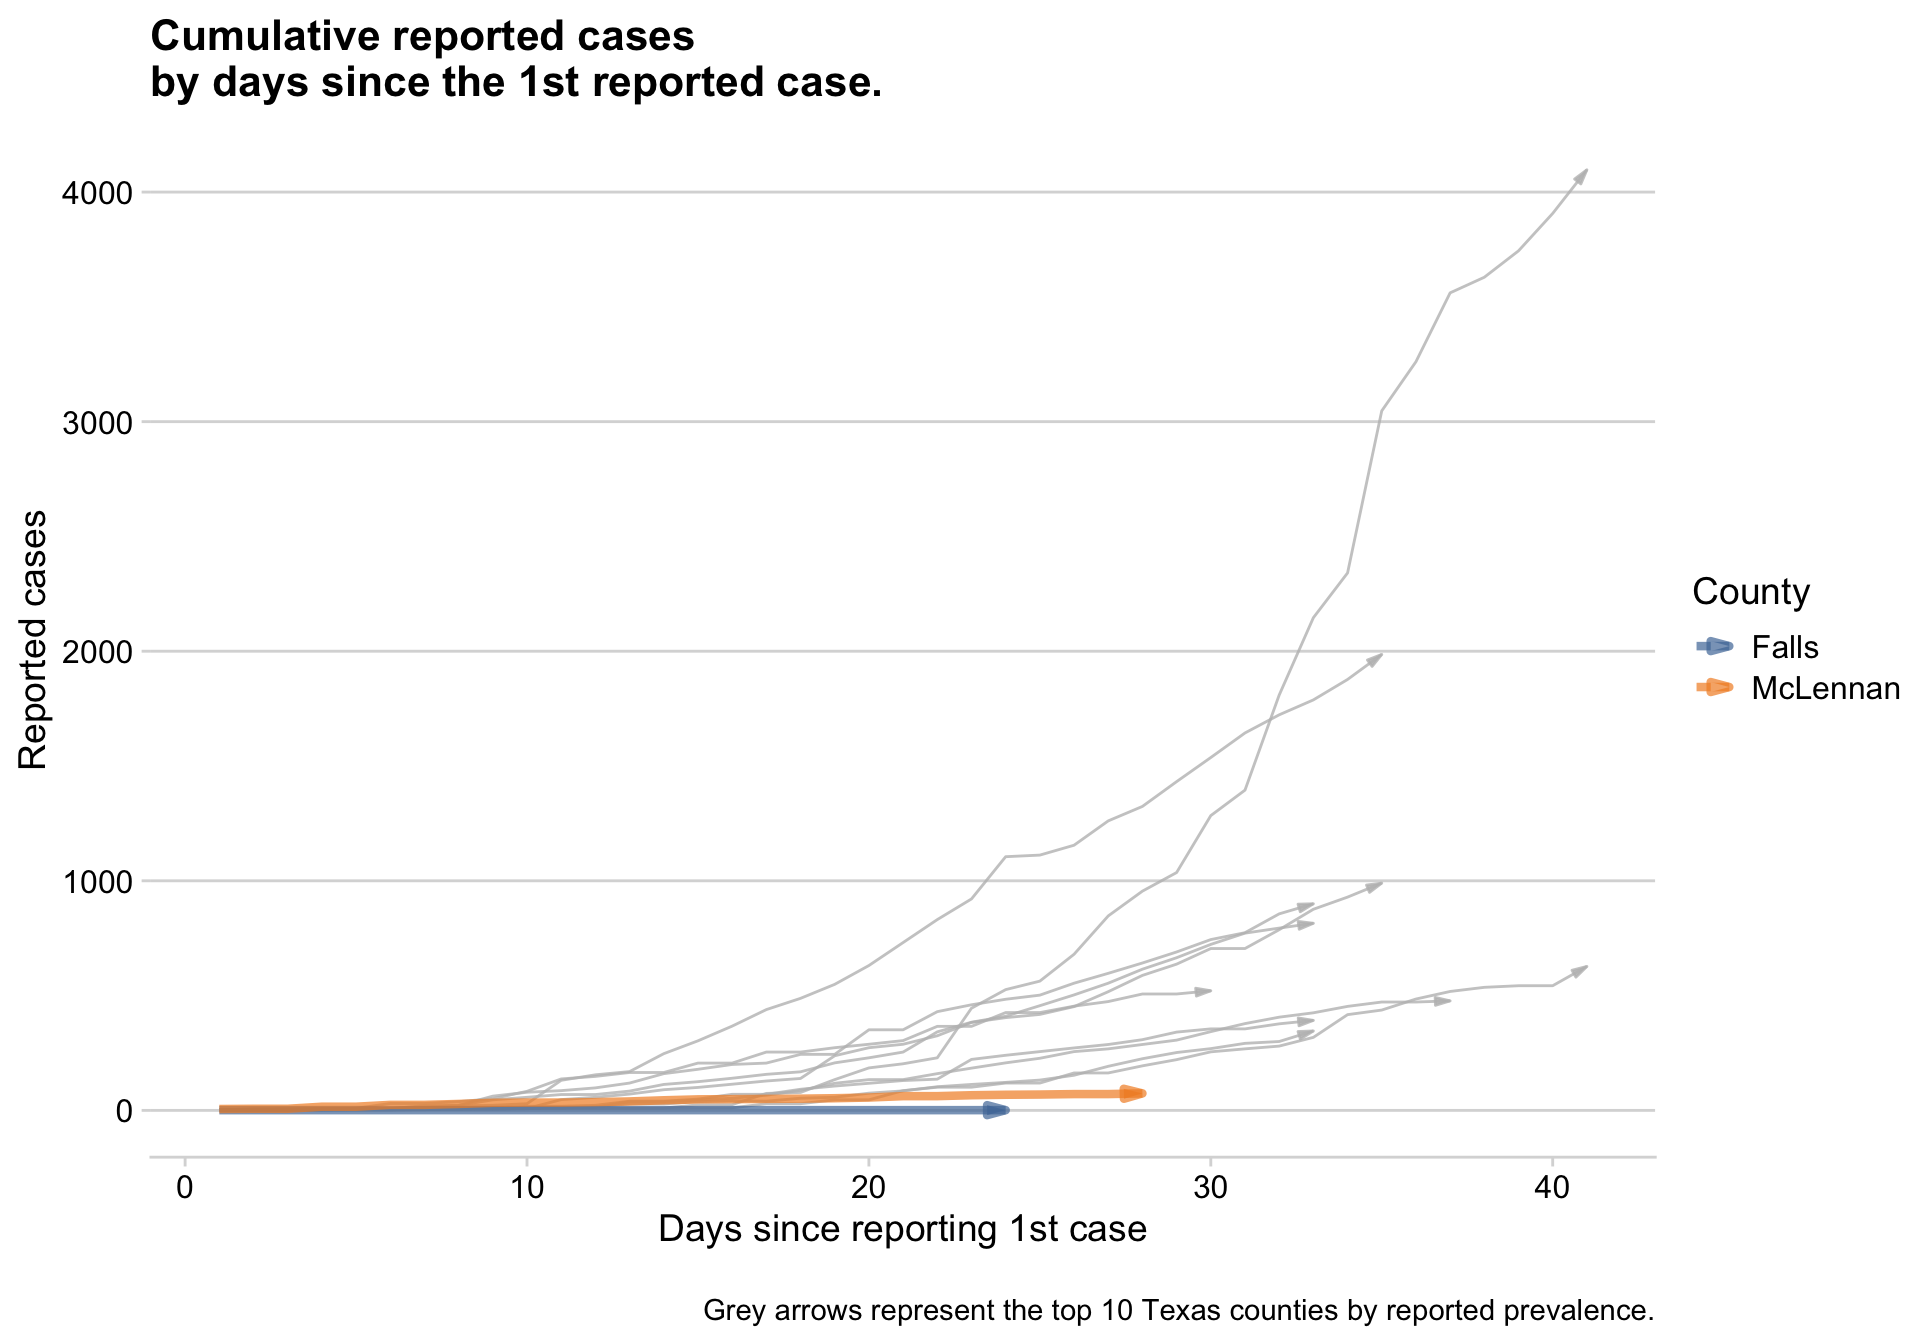 Cumulative reported cases
by days since the 1st reported case.
4000
3000
2000
1000
0
Reported cases
0 10 20 30 40
Days since reporting 1st case
County
Falls
McLennan
Grey arrows represent the top 10 Texas counties by reported prevalence.